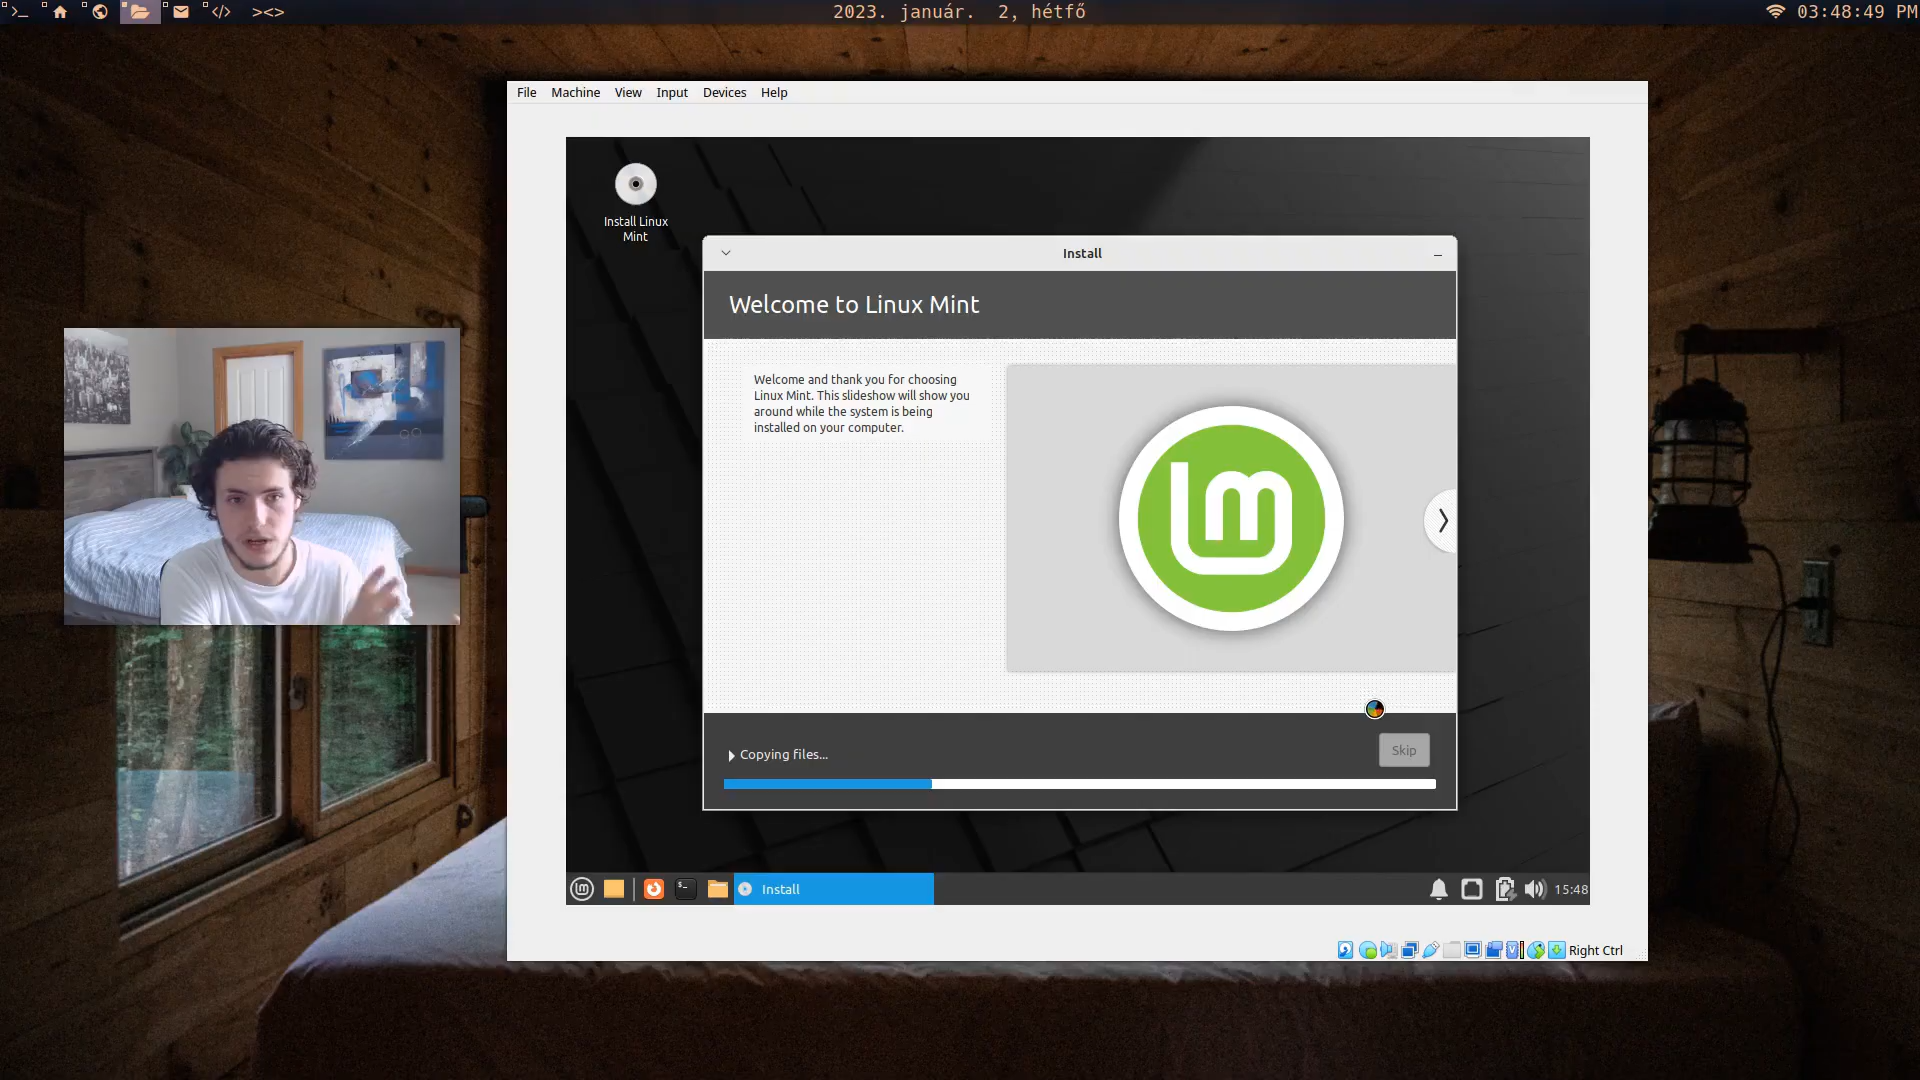 >_ </> ><> 2023. január.  2, hétfő 03:48:49 PM
File Machine View Input Devices Help
Install Linux
Mint
Install
Welcome to Linux Mint
Welcome and thank you for choosing
Linux Mint. This slideshow will show you
around while the system is being
installed on your computer.
lm
Copying files...
Skip
Install
15:48
Right Ctrl